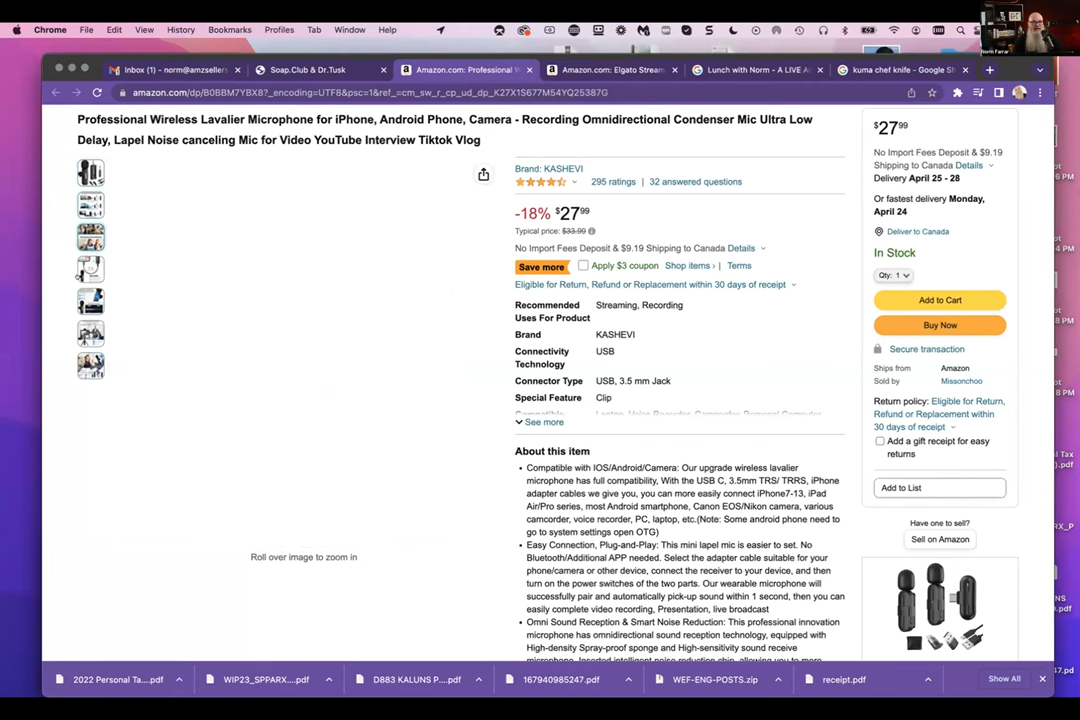 Chrome File Edit View History Bookmarks Profiles Tab Window Help
Norm Farrar
Inbox (1) - norm@amzsellers
Soap.Club & Dr.Tusk
Amazon.com: Professional W
Amazon.com: Elgato Stream
Lunch with Norm - A LIVE A
kuma chef knife - Google S
amazon.com/dp/B0BBM7YBX8?_encoding=UTF8&psc=1&ref_=cm_sw_r_cp_ud_dp_K27X1S677M54YQ25387G
Professional Wireless Lavalier Microphone for iPhone, Android Phone, Camera - Recording Omnidirectional Condenser Mic Ultra Low
Delay, Lapel Noise canceling Mic for Video YouTube Interview Tiktok Vlog
Roll over image to zoom in
Brand: KASHEVI
295 ratings | 32 answered questions
-18% $27⁹⁹
Typical price: $33.99
No Import Fees Deposit & $9.19 Shipping to Canada Details
Save more Apply $3 coupon Shop items › | Terms
Eligible for Return, Refund or Replacement within 30 days of receipt
Recommended Streaming, Recording
Uses For Product
Brand KASHEVI
Connectivity USB
Technology
Connector Type USB, 3.5 mm Jack
Special Feature Clip
See more
About this item
• Compatible with IOS/Android/Camera: Our upgrade wireless lavalier
microphone has full compatibility, With the USB C, 3.5mm TRS/ TRRS, iPhone
adapter cables we give you, you can more easily connect iPhone7-13, iPad
Air/Pro series, most Android smartphone, Canon EOS/Nikon camera, various
camcorder, voice recorder, PC, laptop, etc.(Note: Some android phone need to
go to system settings open OTG)
• Easy Connection, Plug-and-Play: This mini lapel mic is easier to set. No
Bluetooth/Additional APP needed. Select the adapter cable suitable for your
phone/camera or other device, connect the receiver to your device, and then
turn on the power switches of the two parts. Our wearable microphone will
successfully pair and automatically pick-up sound within 1 second, then you can
easily complete video recording, Presentation, live broadcast
• Omni Sound Reception & Smart Noise Reduction: This professional innovation
microphone has omnidirectional sound reception technology, equipped with
High-density Spray-proof sponge and High-sensitivity sound receive
$27⁹⁹
No Import Fees Deposit & $9.19
Shipping to Canada Details
Delivery April 25 - 28
Or fastest delivery Monday,
April 24
Deliver to Canada
In Stock
Qty: 1
Add to Cart
Buy Now
Secure transaction
Ships from Amazon
Sold by Missonchoo
Return policy: Eligible for Return,
Refund or Replacement within
30 days of receipt
Add a gift receipt for easy
returns
Add to List
Have one to sell?
Sell on Amazon
2022 Personal Ta....pdf
WIP23_SPPARX....pdf
D883 KALUNS P....pdf
167940985247.pdf
WEF-ENG-POSTS.zip
receipt.pdf
Show All